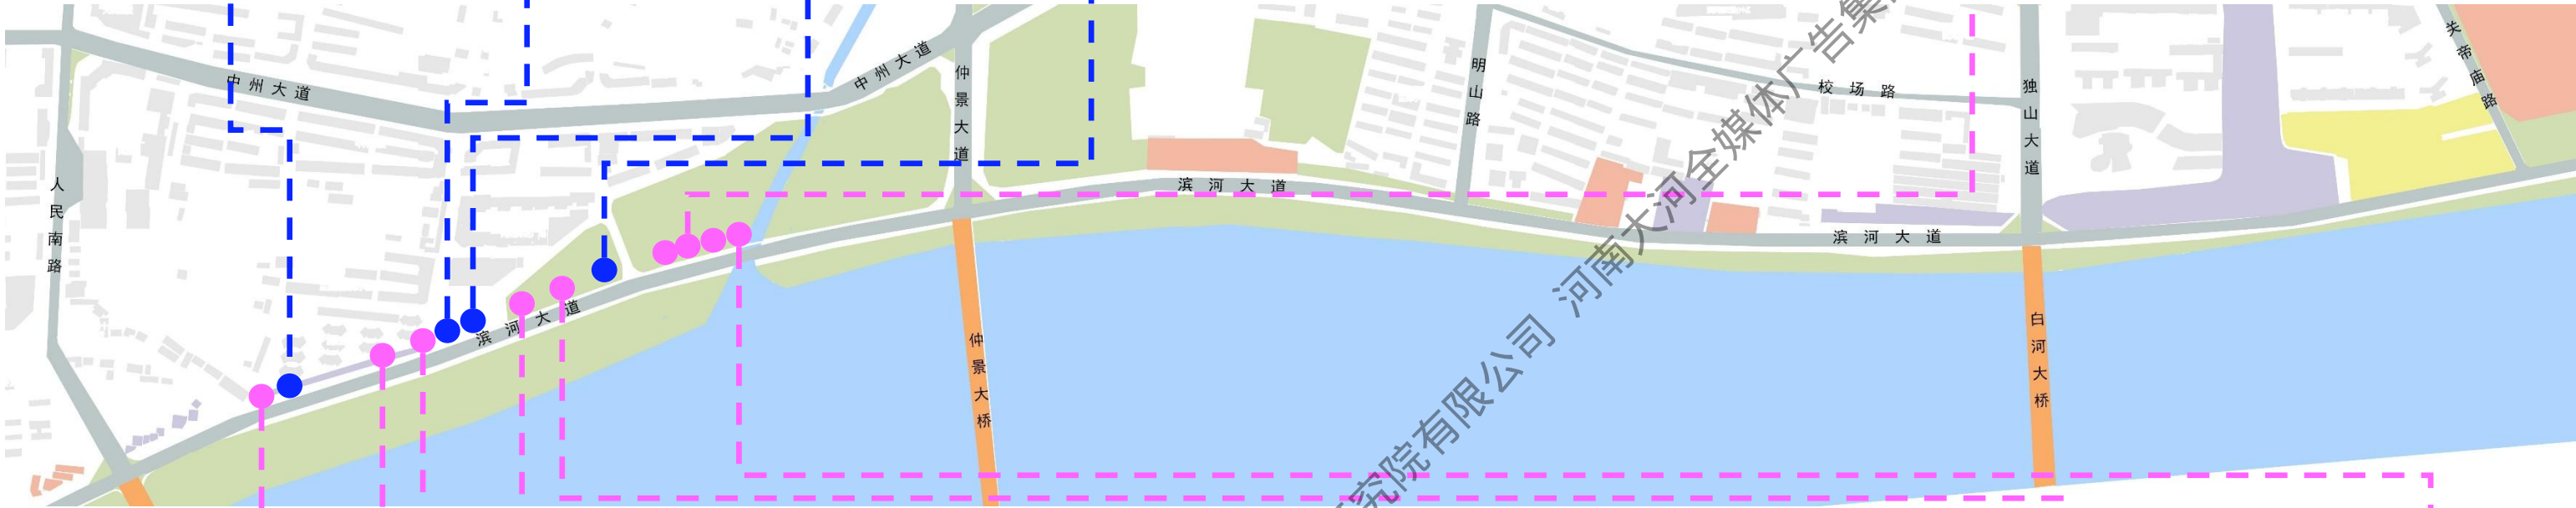 中州大道
中州大道
仲景大道
明山路
校场路
独山大道
关帝庙路
人民南路
滨河大道
滨河大道
滨河大道
仲景大桥
白河大桥
研究院有限公司 河南大河全媒体广告集